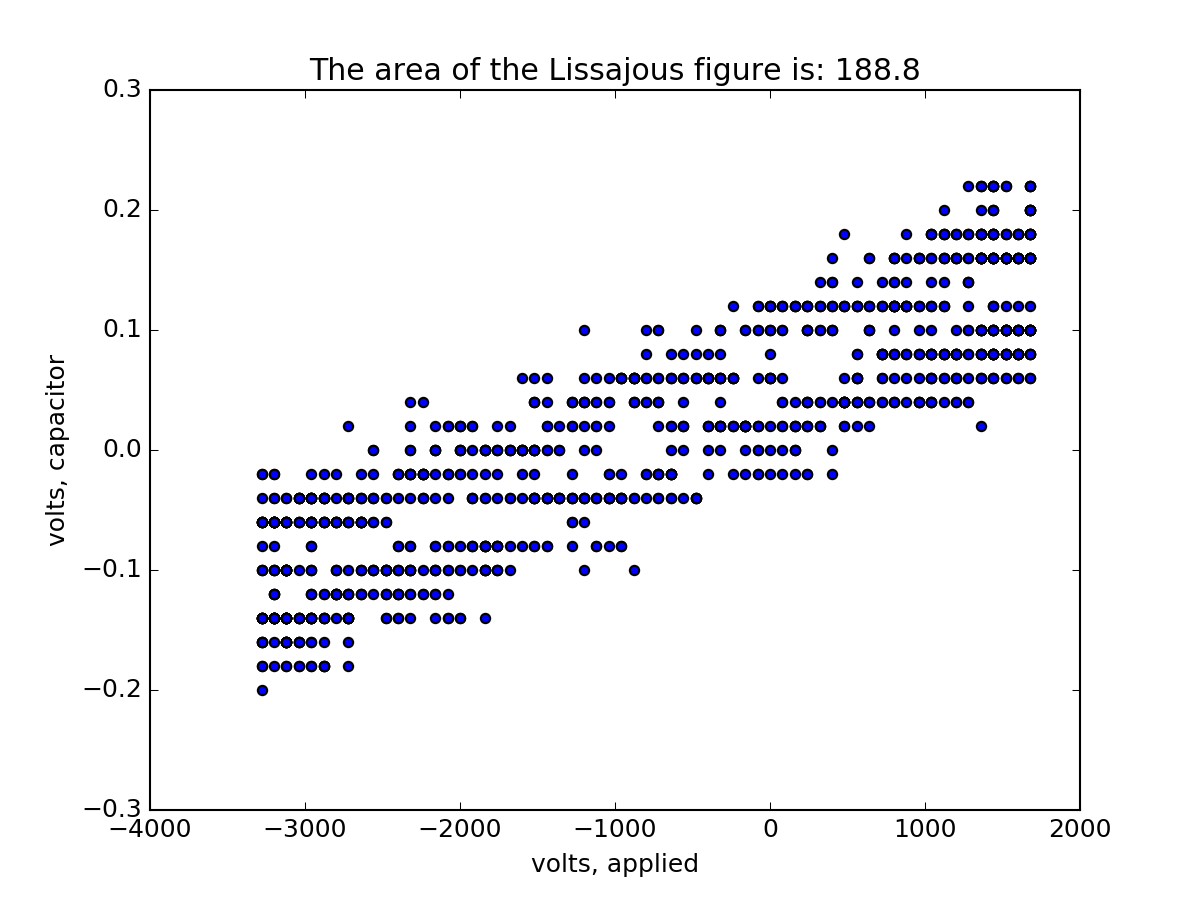 The area of the Lissajous figure is: 188.8
0.3
0.2
0.1
0.0
−0.1
−0.2
−0.3
volts, capacitor
−4000 −3000 −2000 −1000 0 1000 2000
volts, applied